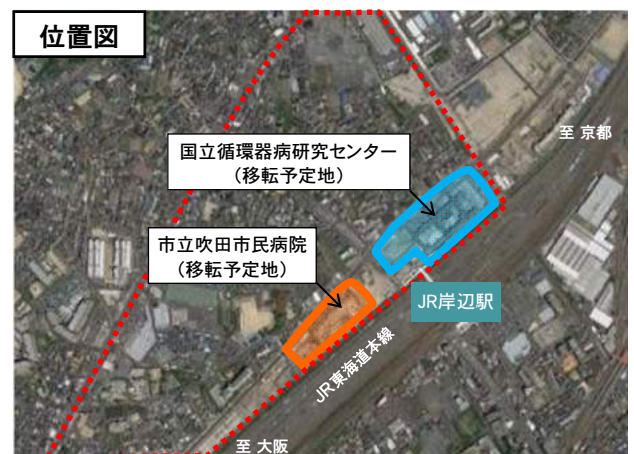 位置図
至 京都
国立循環器病研究センター
(移転予定地)
市立吹田市民病院
(移転予定地)
JR岸辺駅
JR東海道本線
至 大阪